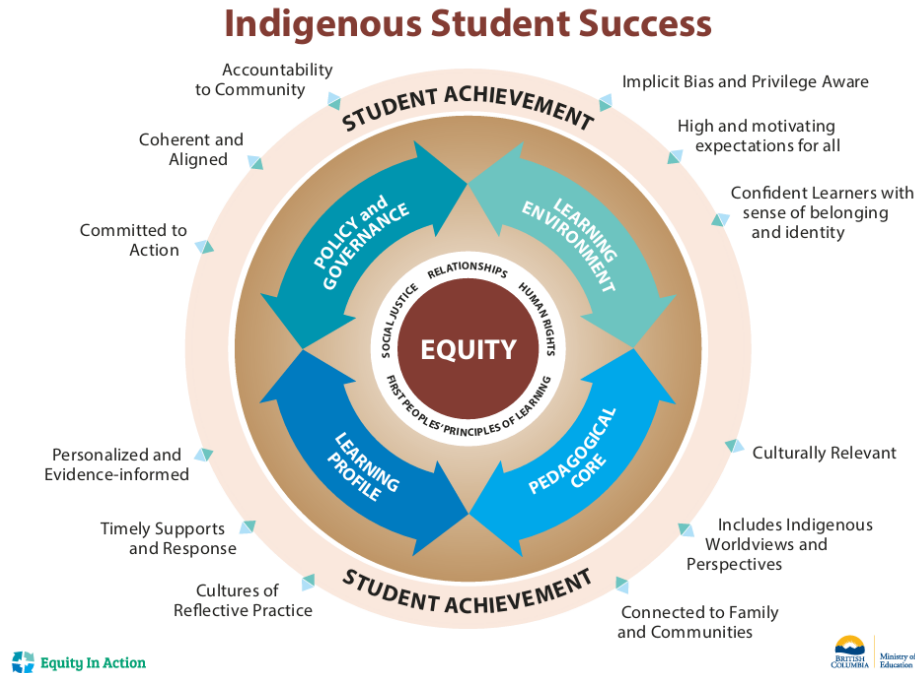 Indigenous Student Success
Accountability
to Community
Coherent and
Aligned
Committed to
Action
STUDENT ACHIEVEMENT
Implicit Bias and Privilege Aware
High and motivating
expectations for all
Confident Learners with
sense of belonging
and identity
POLICY and
GOVERNANCE
LEARNING
ENVIRONMENT
SOCIAL JUSTICE
RELATIONSHIPS
HUMAN RIGHTS
EQUITY
FIRST PEOPLES' PRINCIPLES OF LEARNING
LEARNING
PROFILE
PEDAGOGICAL
CORE
Personalized and
Evidence-informed
Timely Supports
and Response
Cultures of
Reflective Practice
STUDENT ACHIEVEMENT
Culturally Relevant
Includes Indigenous
Worldviews and
Perspectives
Connected to Family
and Communities
Equity In Action
BRITISH
COLUMBIA
Ministry of
Education